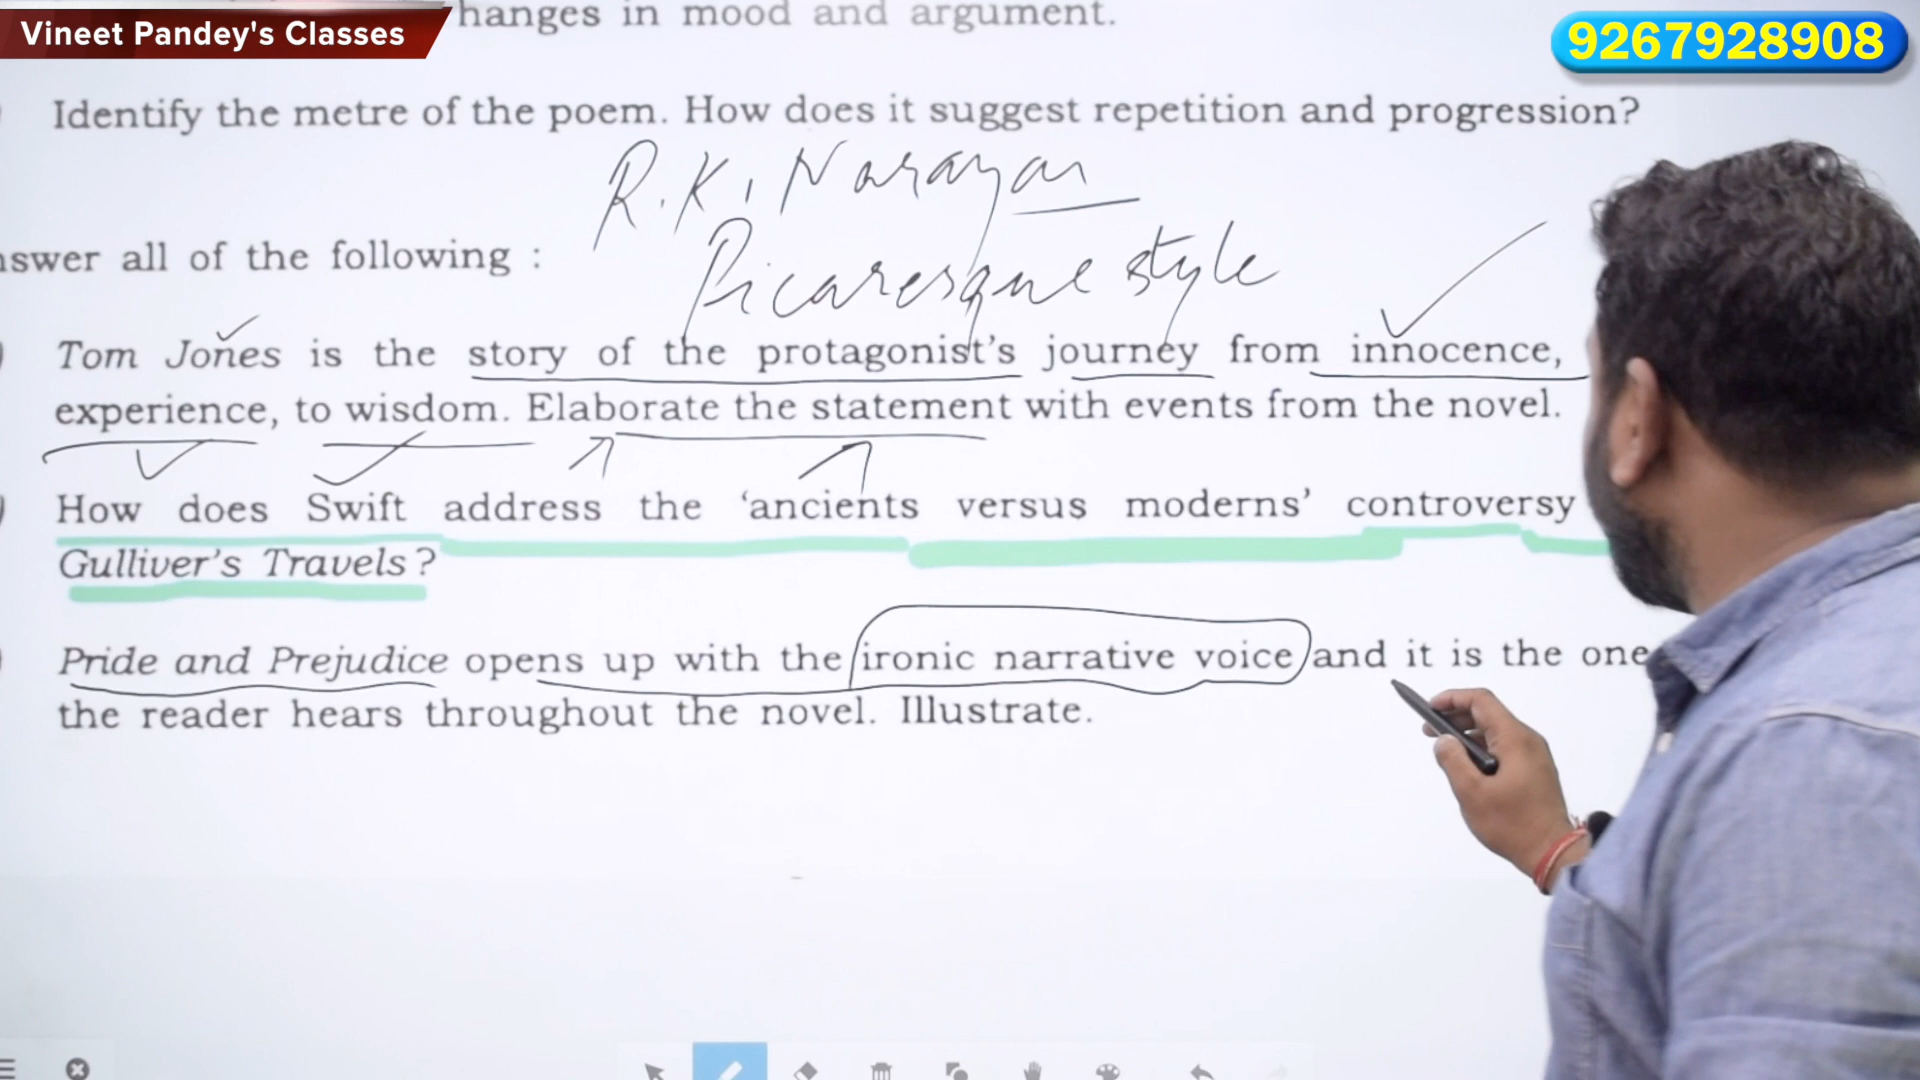 Vineet Pandey's Classes
hanges in mood and argument.
9267928908
Identify the metre of the poem. How does it suggest repetition and progression?
R.K. Narayan
Picaresque style
nswer all of the following :
Tom Jones is the story of the protagonist's journey from innocence,
experience, to wisdom. Elaborate the statement with events from the novel.
How does Swift address the 'ancients versus moderns' controversy
Gulliver's Travels?
Pride and Prejudice opens up with the ironic narrative voice and it is the one
the reader hears throughout the novel. Illustrate.